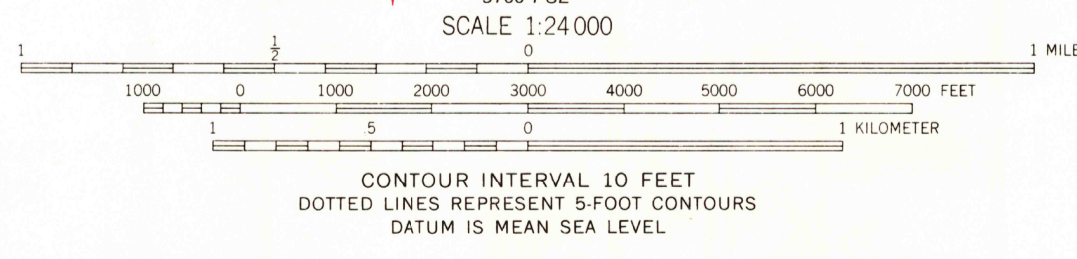 SCALE 1:24 000
1 1/2 0 1 MILE
1000 0 1000 2000 3000 4000 5000 6000 7000 FEET
1 .5 0 1 KILOMETER
CONTOUR INTERVAL 10 FEET
DOTTED LINES REPRESENT 5-FOOT CONTOURS
DATUM IS MEAN SEA LEVEL